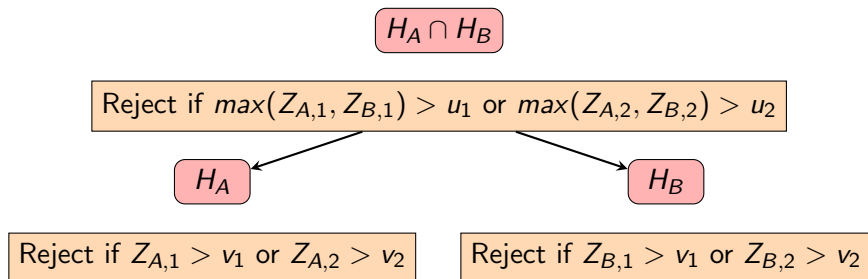 H_A ∩ H_B
Reject if max(Z_{A,1}, Z_{B,1}) > u_1 or max(Z_{A,2}, Z_{B,2}) > u_2
H_A
H_B
Reject if Z_{A,1} > v_1 or Z_{A,2} > v_2
Reject if Z_{B,1} > v_1 or Z_{B,2} > v_2